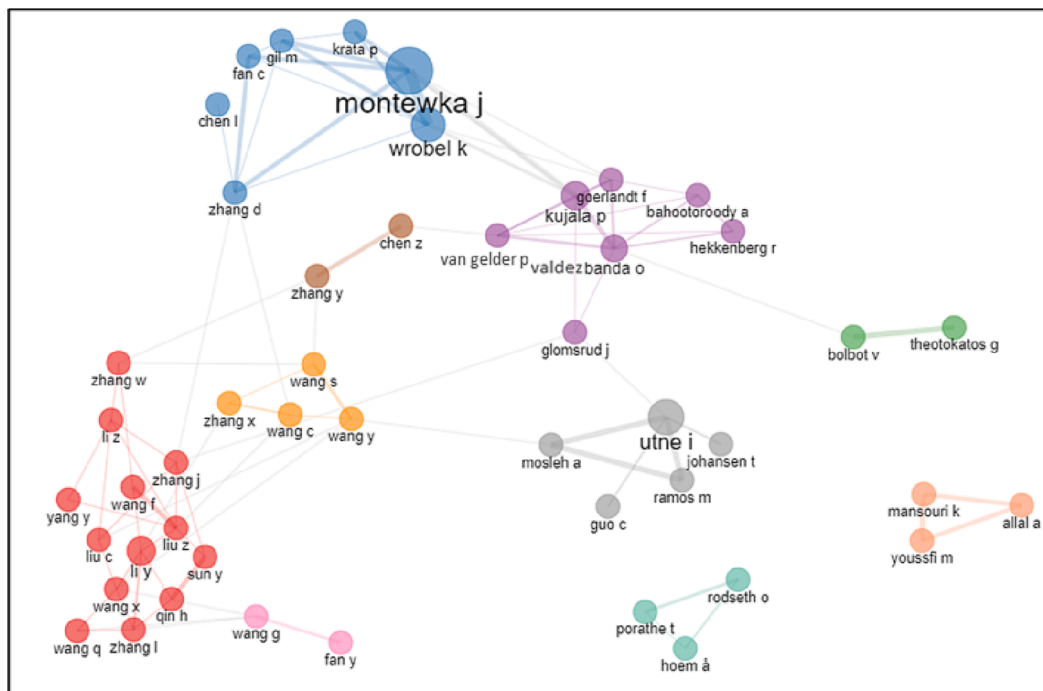 krata p
gil m
fan c
montewka j
chen l
wrobel k
zhang d
goerlandt f
bahootoroody a
kujala p
chen z
hekkenberg r
van gelder p
valdez banda o
zhang y
glomsrud j
bolbot v
theotokatos g
zhang w
wang s
zhang x
wang c
wang y
li z
utne i
mosleh a
johansen t
zhang j
ramos m
wang f
yang y
guo c
mansouri k
allal a
liu z
liu c
youssfi m
li y
sun y
wang x
qin h
rodseth o
wang g
porathe t
wang q
zhang l
fan y
hoem å